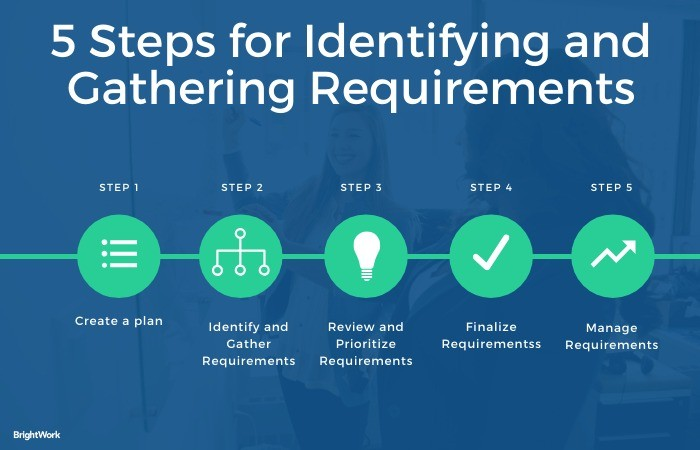 5 Steps for Identifying and
Gathering Requirements
STEP 1
STEP 2
STEP 3
STEP 4
STEP 5
Create a plan
Identify and
Gather
Requirements
Review and
Prioritize
Requirements
Finalize
Requirementss
Manage
Requirements
BrightWork